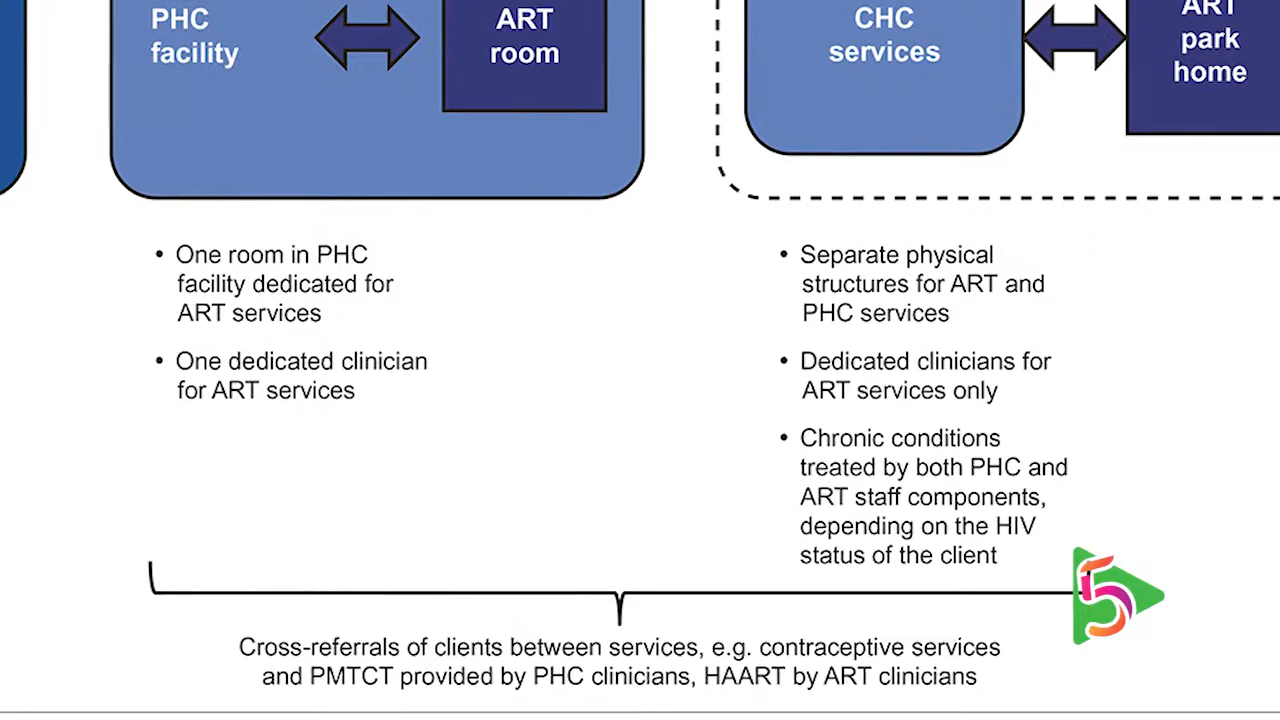 PHC
facility
ART
room
CHC
services
ART
park
home
• One room in PHC
facility dedicated for
ART services
• One dedicated clinician
for ART services
• Separate physical
structures for ART and
PHC services
• Dedicated clinicians for
ART services only
• Chronic conditions
treated by both PHC and
ART staff components,
depending on the HIV
status of the client
5
Cross-referrals of clients between services, e.g. contraceptive services
and PMTCT provided by PHC clinicians, HAART by ART clinicians